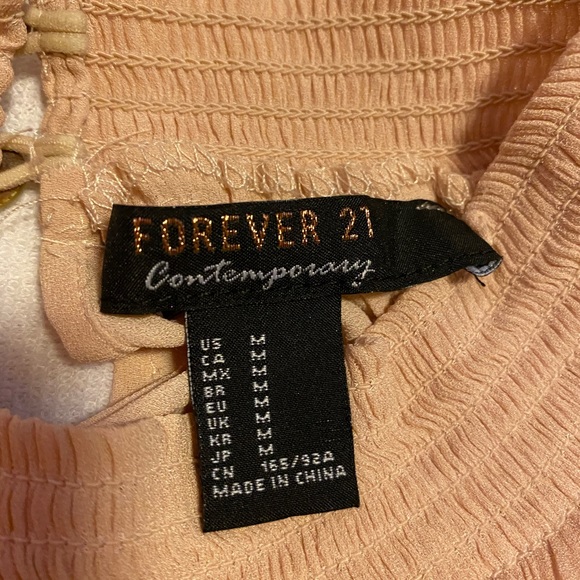 FOREVER 21
Contemporary
US M
CA M
MX M
BR M
EU M
UK M
KR M
JP M
CN 165/92A
MADE IN CHINA